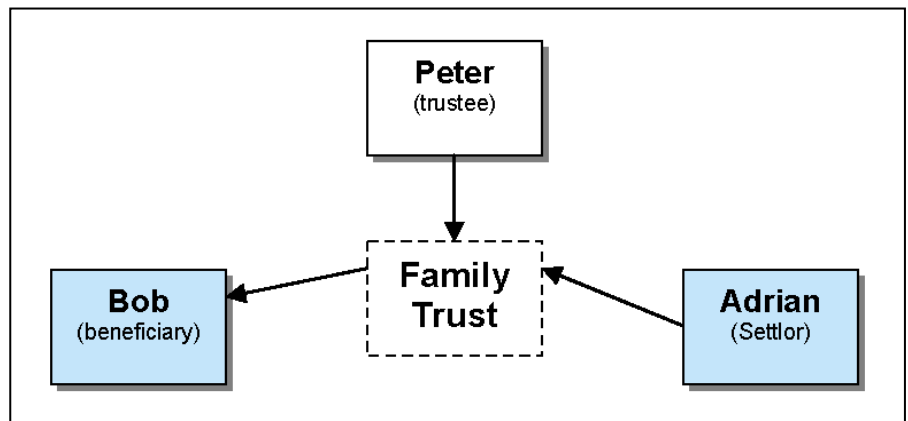 Peter
(trustee)
Family
Trust
Bob
(beneficiary)
Adrian
(Settlor)